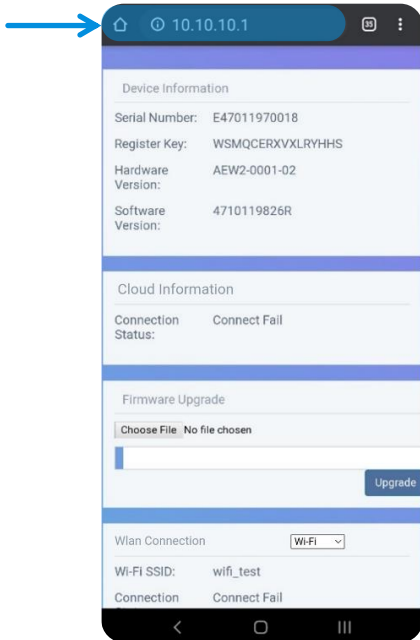 10.10.10.1 35
Device Information
Serial Number: E47011970018
Register Key: WSMQCERXVXLRYHHS
Hardware AEW2-0001-02
Version:
Software 4710119826R
Version:
Cloud Information
Connection Connect Fail
Status:
Firmware Upgrade
Choose File No file chosen
Upgrade
Wlan Connection Wi-Fi
Wi-Fi SSID: wifi_test
Connection Connect Fail